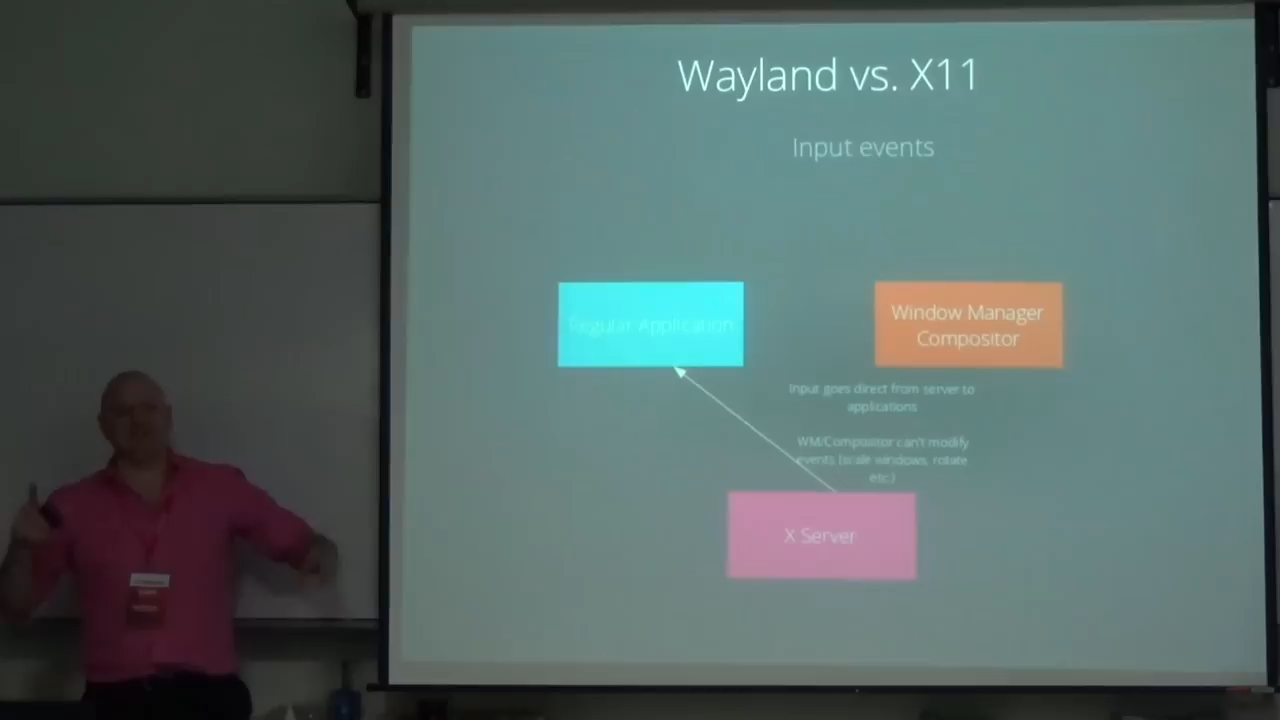 Wayland vs. X11
Input events
Regular Application
Window Manager
Compositor
Input goes direct from server to
applications
WM/Compositor can't modify
events (scale windows, rotate
etc.)
X Server